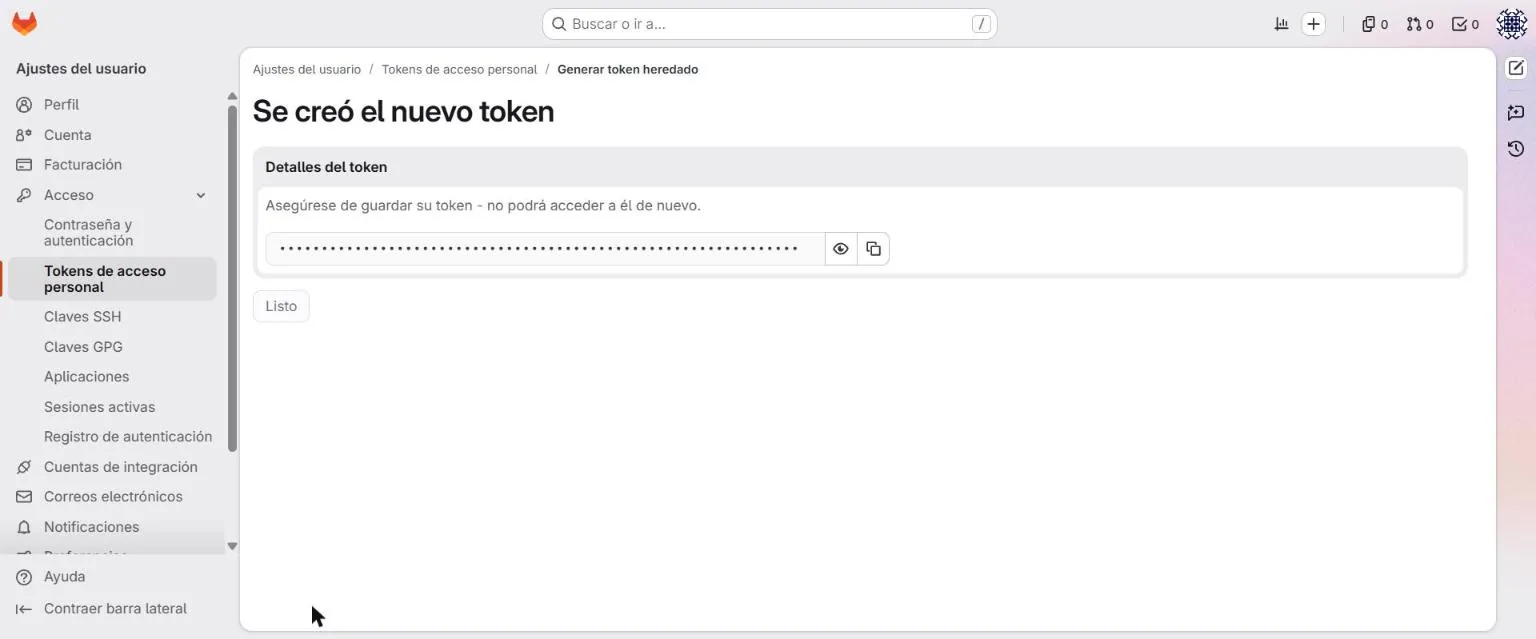 Buscar o ir a...
/
0
0
0
Ajustes del usuario
Perfil
Cuenta
Facturación
Acceso
Contraseña y
autenticación
Tokens de acceso
personal
Claves SSH
Claves GPG
Aplicaciones
Sesiones activas
Registro de autenticación
Cuentas de integración
Correos electrónicos
Notificaciones
Preferencias
Ayuda
Contraer barra lateral
Ajustes del usuario / Tokens de acceso personal / Generar token heredado
Se creó el nuevo token
Detalles del token
Asegúrese de guardar su token - no podrá acceder a él de nuevo.
Listo